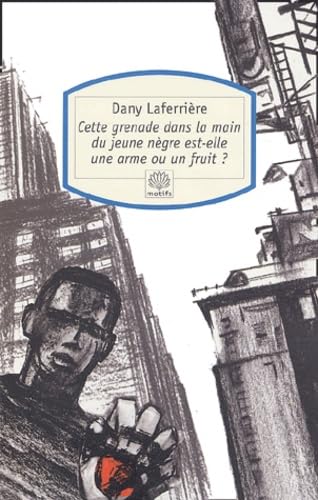 Dany Laferrière
Cette grenade dans la main
du jeune nègre est-elle
une arme ou un fruit ?
motifs